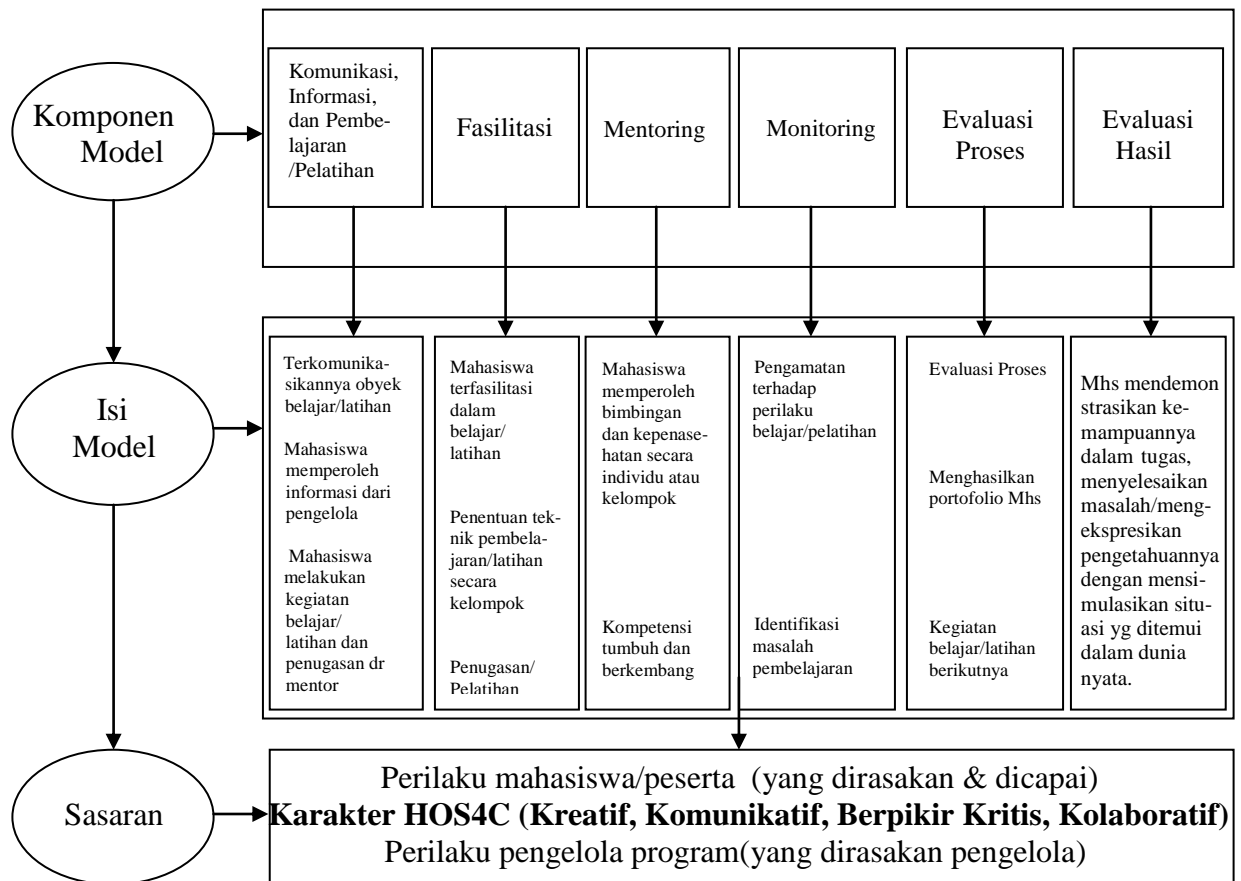 Komponen
Model
Komunikasi,
Informasi,
dan Pembe-
lajaran
/Pelatihan
Fasilitasi
Mentoring
Monitoring
Evaluasi
Proses
Evaluasi
Hasil
Isi
Model
Terkomunika-
sikannya obyek
belajar/latihan
Mahasiswa
memperoleh
informasi dari
pengelola
Mahasiswa
melakukan
kegiatan
belajar/
latihan dan
penugasan dr
mentor
Mahasiswa
terfasilitasi
dalam
belajar/
latihan
Penentuan tek-
nik pembela-
jaran/latihan
secara
kelompok
Penugasan/
Pelatihan
Mahasiswa
memperoleh
bimbingan
dan kepenase-
hatan secara
individu atau
kelompok
Kompetensi
tumbuh dan
berkembang
Pengamatan
terhadap
perilaku
belajar/pelatihan
Identifikasi
masalah
pembelajaran
Evaluasi Proses
Menghasilkan
portofolio Mhs
Kegiatan
belajar/latihan
berikutnya
Mhs mendemon
strasikan ke-
mampuannya
dalam tugas,
menyelesaikan
masalah/meng-
ekspresikan
pengetahuannya
dengan mensi-
mulasikan situ-
asi yg ditemui
dalam dunia
nyata.
Sasaran
Perilaku mahasiswa/peserta (yang dirasakan & dicapai)
Karakter HOS4C (Kreatif, Komunikatif, Berpikir Kritis, Kolaboratif)
Perilaku pengelola program(yang dirasakan pengelola)